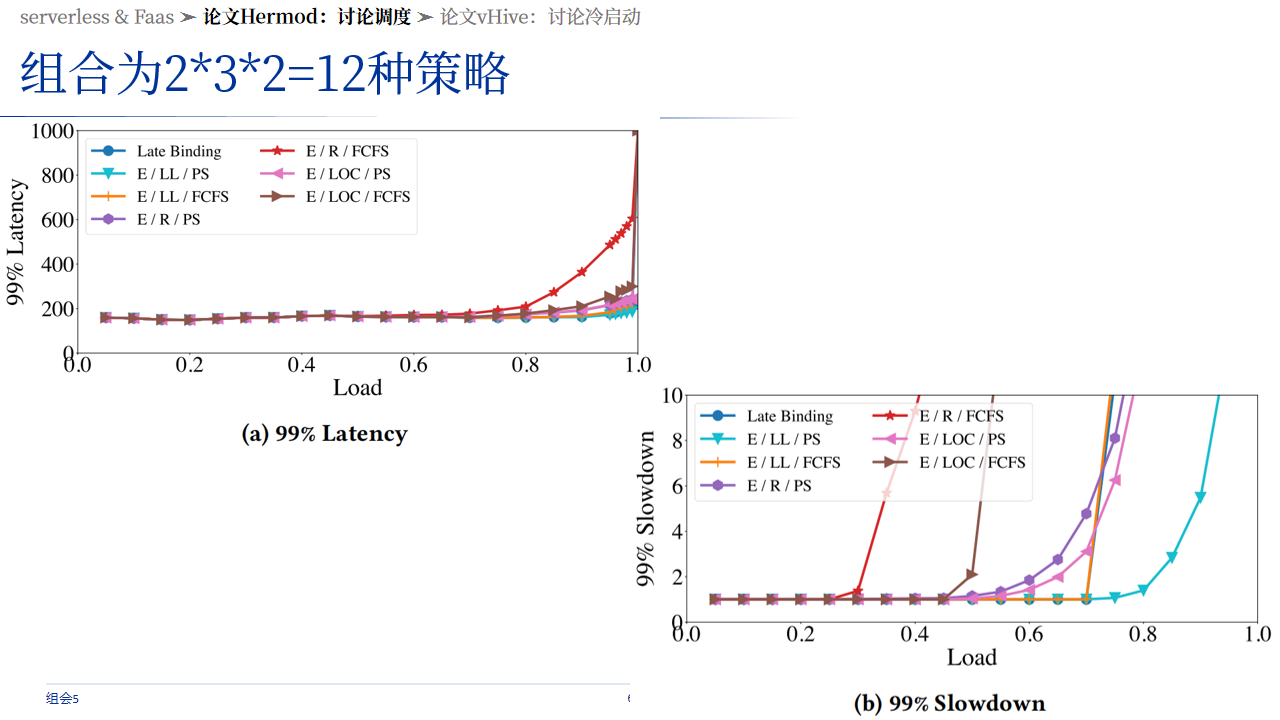 serverless & Faas ➤ 论文Hermod：讨论调度 ➤ 论文vHive：讨论冷启动
组合为2*3*2=12种策略
1000
800
600
400
200
0
99% Latency
Late Binding
E / LL / PS
E / LL / FCFS
E / R / PS
E / R / FCFS
E / LOC / PS
E / LOC / FCFS
0.0 0.2 0.4 0.6 0.8 1.0
Load
(a) 99% Latency
10
8
6
4
2
0
99% Slowdown
Late Binding
E / LL / PS
E / LL / FCFS
E / R / PS
E / R / FCFS
E / LOC / PS
E / LOC / FCFS
0.0 0.2 0.4 0.6 0.8 1.0
Load
(b) 99% Slowdown
组会5